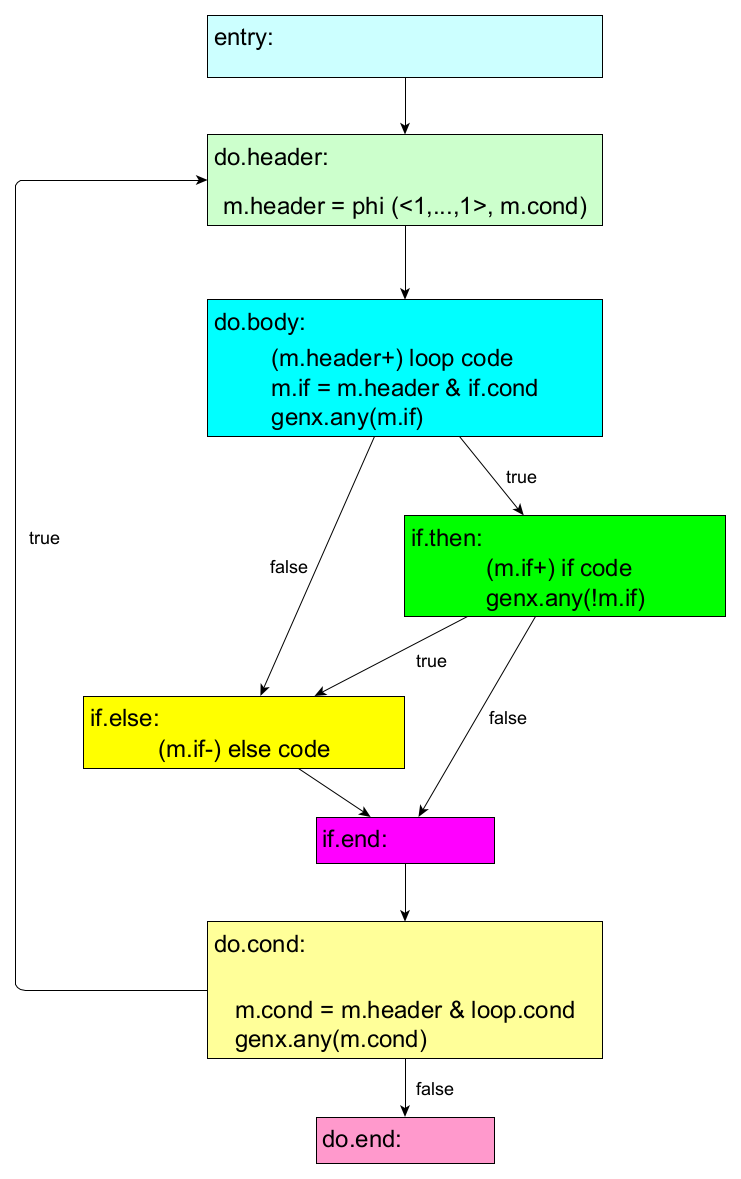 entry:
do.header:
m.header = phi (<1,...,1>, m.cond)
do.body:
(m.header+) loop code
m.if = m.header & if.cond
genx.any(m.if)
true
if.then:
(m.if+) if code
genx.any(!m.if)
true
false
true
false
if.else:
(m.if-) else code
if.end:
do.cond:
m.cond = m.header & loop.cond
genx.any(m.cond)
false
do.end: